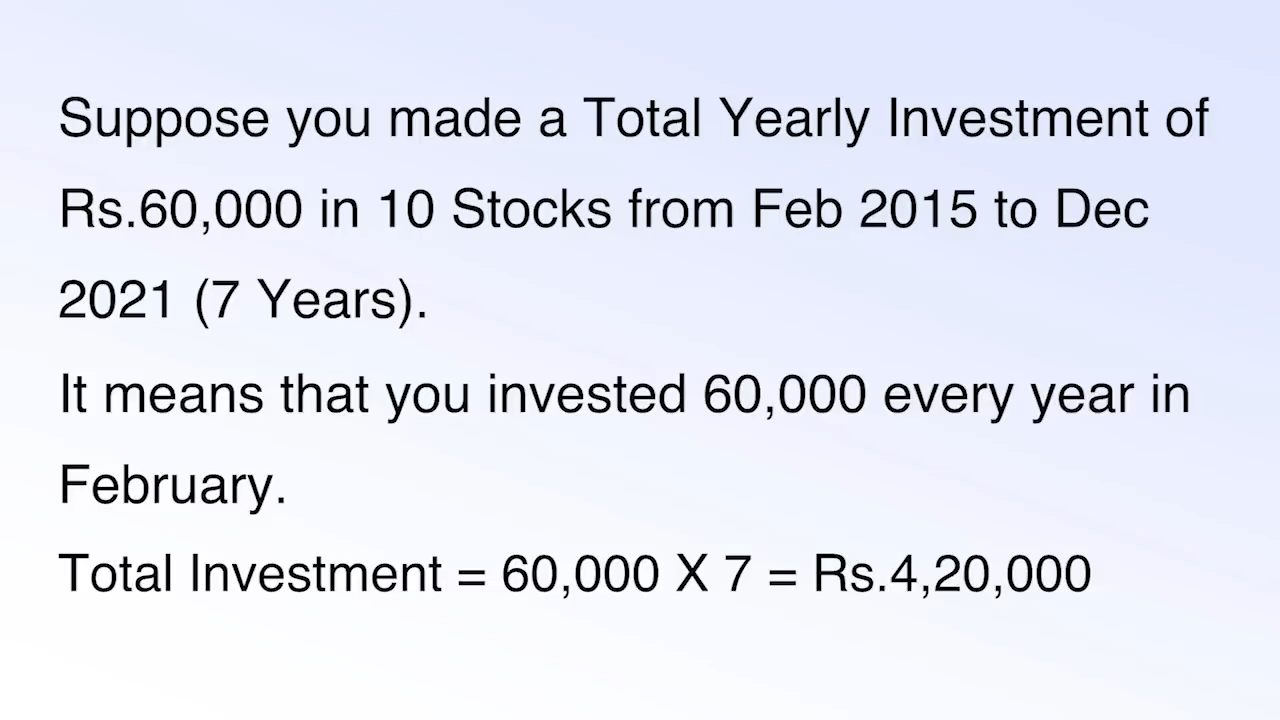 Suppose you made a Total Yearly Investment of
Rs.60,000 in 10 Stocks from Feb 2015 to Dec
2021 (7 Years).
It means that you invested 60,000 every year in
February.
Total Investment = 60,000 X 7 = Rs.4,20,000